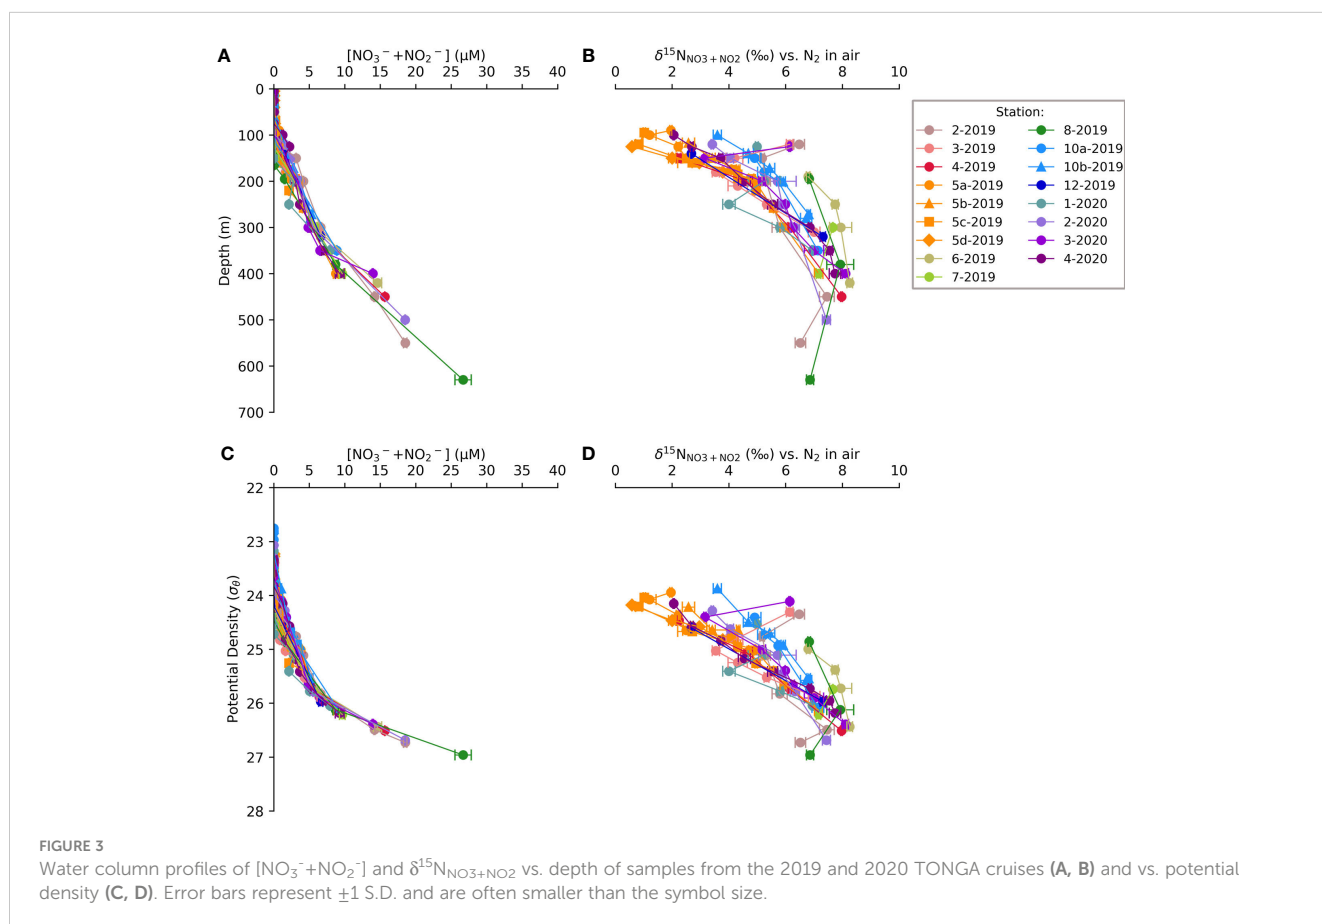 A
[NO₃⁻+NO₂⁻] (μM)
0 5 10 15 20 25 30 35 40
0
100
200
300
400
500
600
700
Depth (m)
B
δ¹⁵N_NO3+NO2 (‰) vs. N₂ in air
0 2 4 6 8 10
Station:
2-2019
3-2019
4-2019
5a-2019
5b-2019
5c-2019
5d-2019
6-2019
7-2019
8-2019
10a-2019
10b-2019
12-2019
1-2020
2-2020
3-2020
4-2020
C
[NO₃⁻+NO₂⁻] (μM)
0 5 10 15 20 25 30 35 40
22
23
24
25
26
27
28
Potential Density (σ_θ)
D
δ¹⁵N_NO3+NO2 (‰) vs. N₂ in air
0 2 4 6 8 10
FIGURE 3
Water column profiles of [NO₃⁻+NO₂⁻] and δ¹⁵N_NO3+NO2 vs. depth of samples from the 2019 and 2020 TONGA cruises (A, B) and vs. potential
density (C, D). Error bars represent ±1 S.D. and are often smaller than the symbol size.